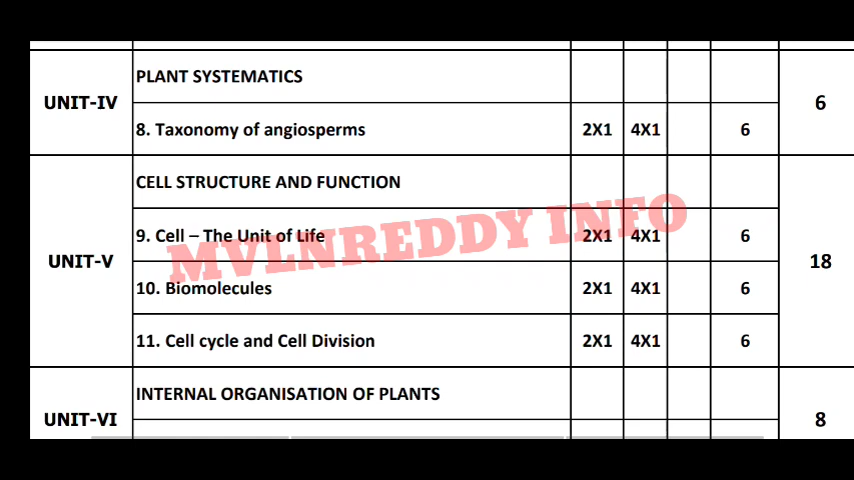 PLANT SYSTEMATICS
UNIT-IV 6
8. Taxonomy of angiosperms 2X1 4X1 6
CELL STRUCTURE AND FUNCTION
9. Cell – The Unit of Life 2X1 4X1 6
MVLNREDDY INFO
UNIT-V 18
10. Biomolecules 2X1 4X1 6
11. Cell cycle and Cell Division 2X1 4X1 6
INTERNAL ORGANISATION OF PLANTS
UNIT-VI 8